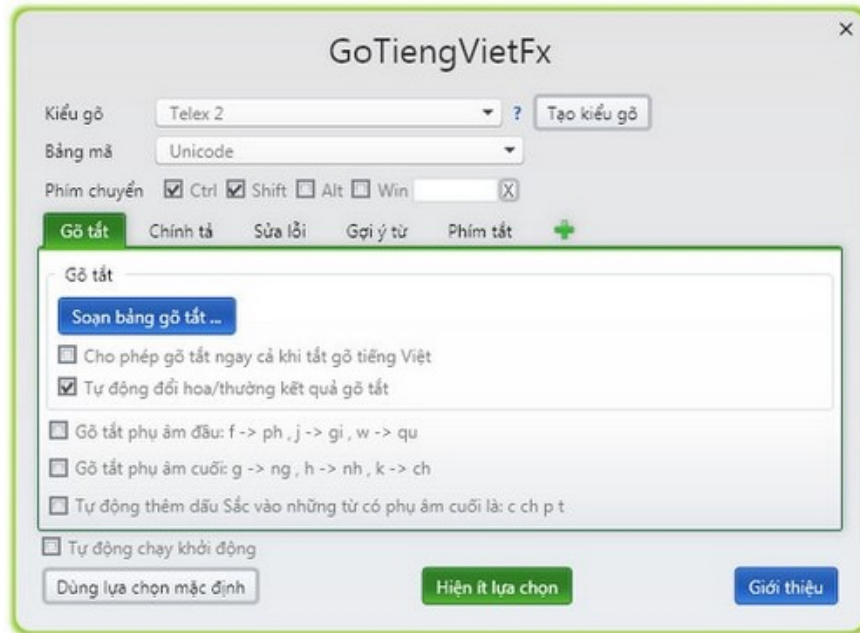 GoTiengVietFx
Kiểu gõ Telex 2 ? Tạo kiểu gõ
Bảng mã Unicode
Phím chuyển Ctrl Shift Alt Win X
Gõ tắt Chính tả Sửa lỗi Gợi ý từ Phím tắt
Gõ tắt
Soạn bảng gõ tắt ...
Cho phép gõ tắt ngay cả khi tắt gõ tiếng Việt
Tự động đổi hoa/thường kết quả gõ tắt
Gõ tắt phụ âm đầu: f -> ph , j -> gi , w -> qu
Gõ tắt phụ âm cuối: g -> ng , h -> nh , k -> ch
Tự động thêm dấu Sắc vào những từ có phụ âm cuối là: c ch p t
Tự động chạy khởi động
Dùng lựa chọn mặc định Hiện ít lựa chọn Giới thiệu